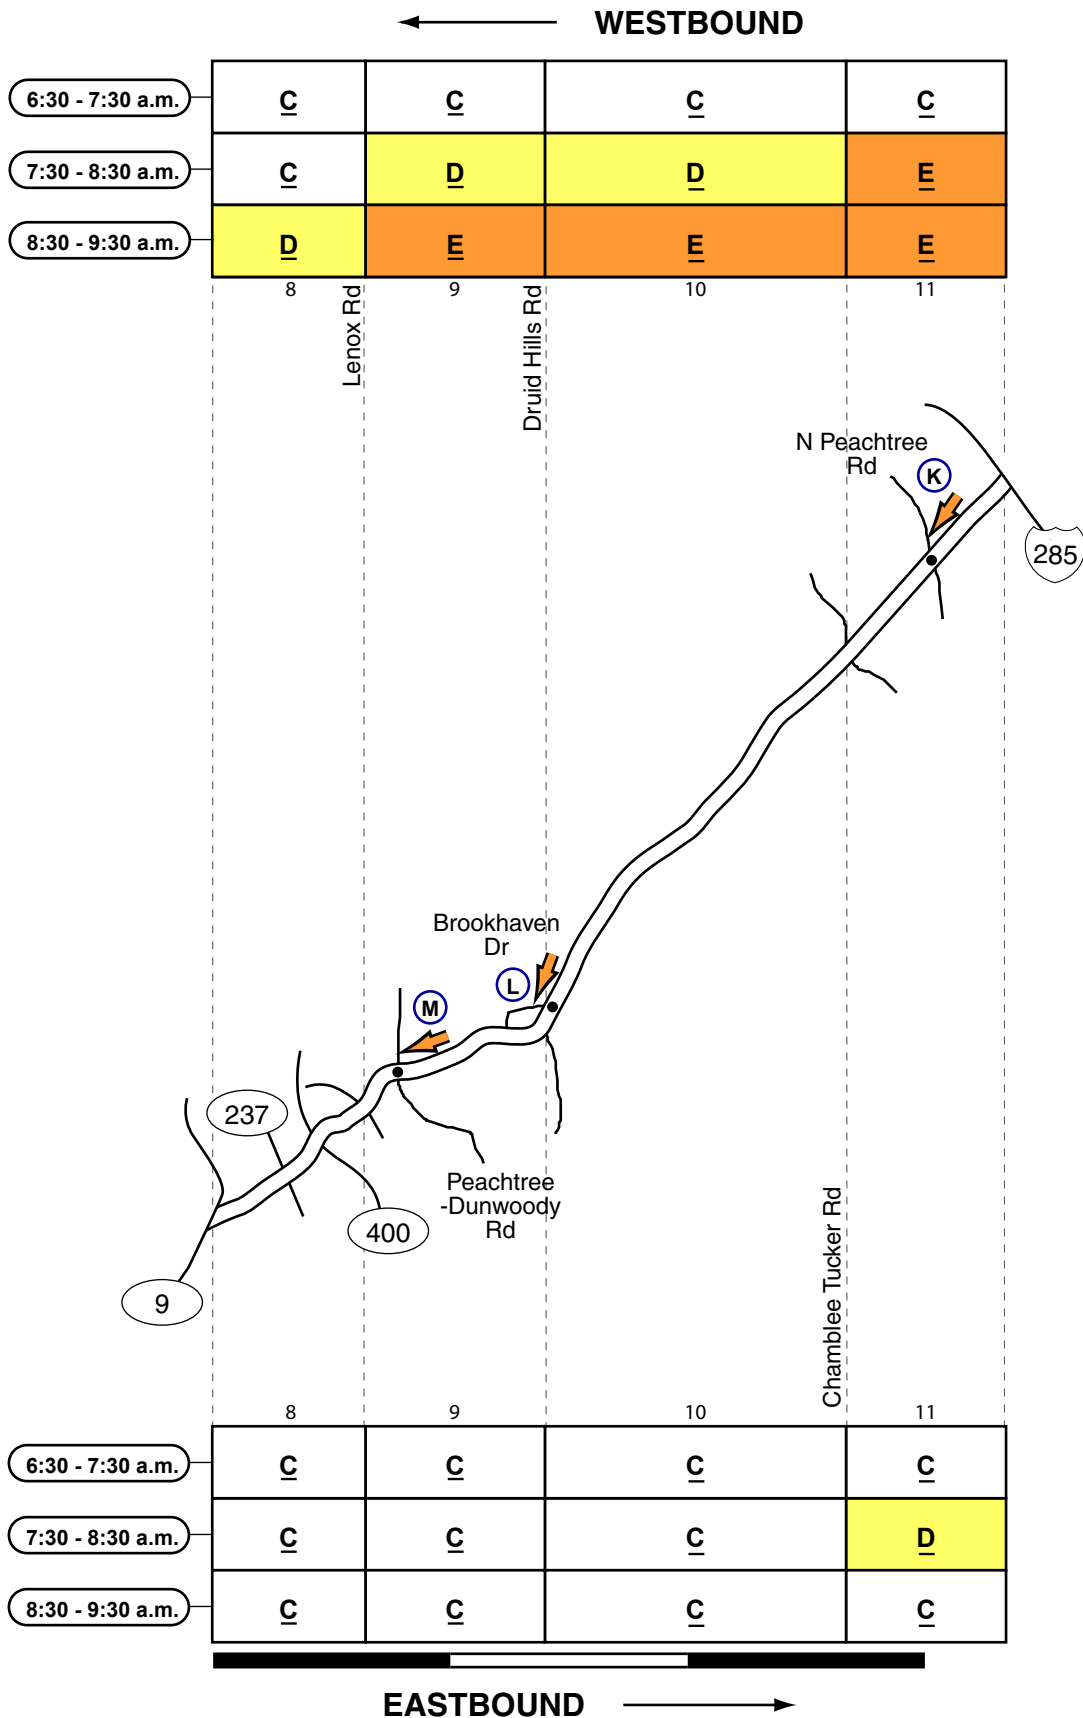 WESTBOUND
6:30 - 7:30 a.m. C C C C
7:30 - 8:30 a.m. C D D E
8:30 - 9:30 a.m. D E E E
8 9 10 11
Lenox Rd
Druid Hills Rd
N Peachtree
Rd
K
285
Brookhaven
Dr
L
M
237
Peachtree
-Dunwoody
Rd
400
9
Chamblee Tucker Rd
8 9 10 11
6:30 - 7:30 a.m. C C C C
7:30 - 8:30 a.m. C C C D
8:30 - 9:30 a.m. C C C C
EASTBOUND